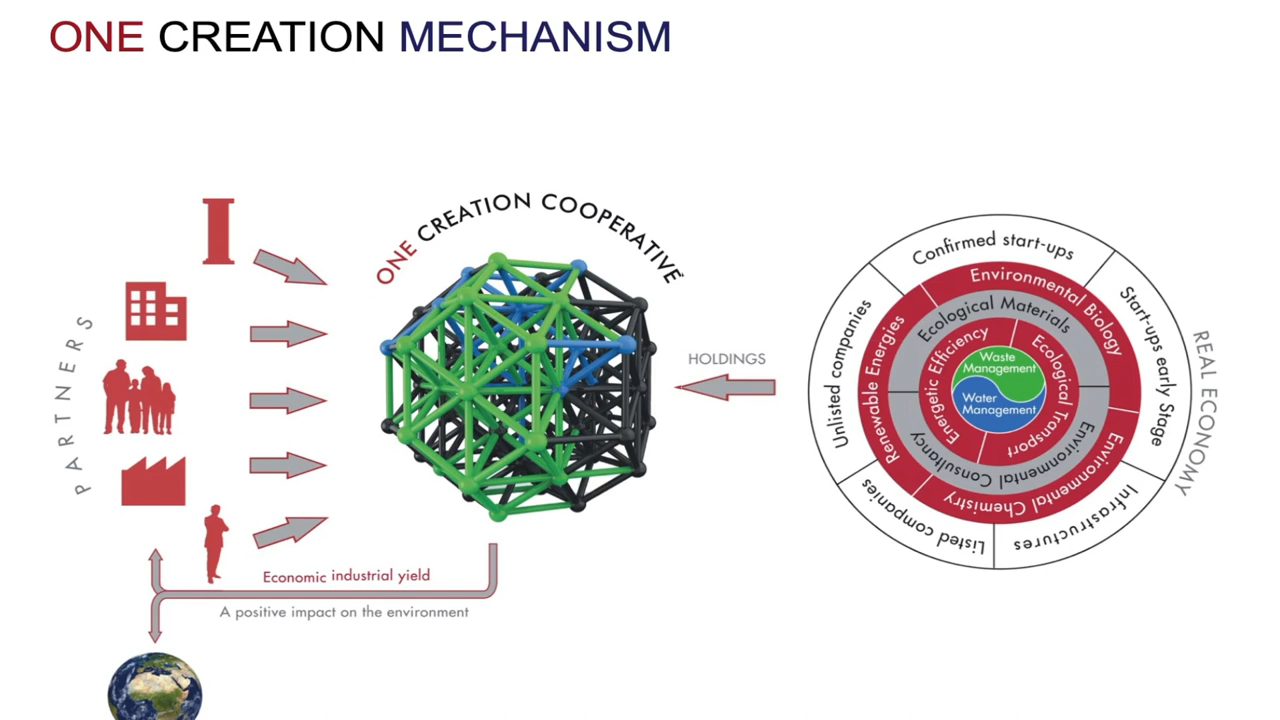 ONE CREATION MECHANISM
PARTNERS
ONE CREATION COOPERATIVE
HOLDINGS
Economic industrial yield
A positive impact on the environment
REAL ECONOMY
Confirmed start-ups
Start-ups early Stage
Infrastructures
Listed companies
Unlisted companies
Environmental Biology
Environmental Chemistry
Renewable Energies
Ecological Materials
Environmental Consultancy
Energetic Efficiency
Ecological Transport
Waste
Management
Water
Management